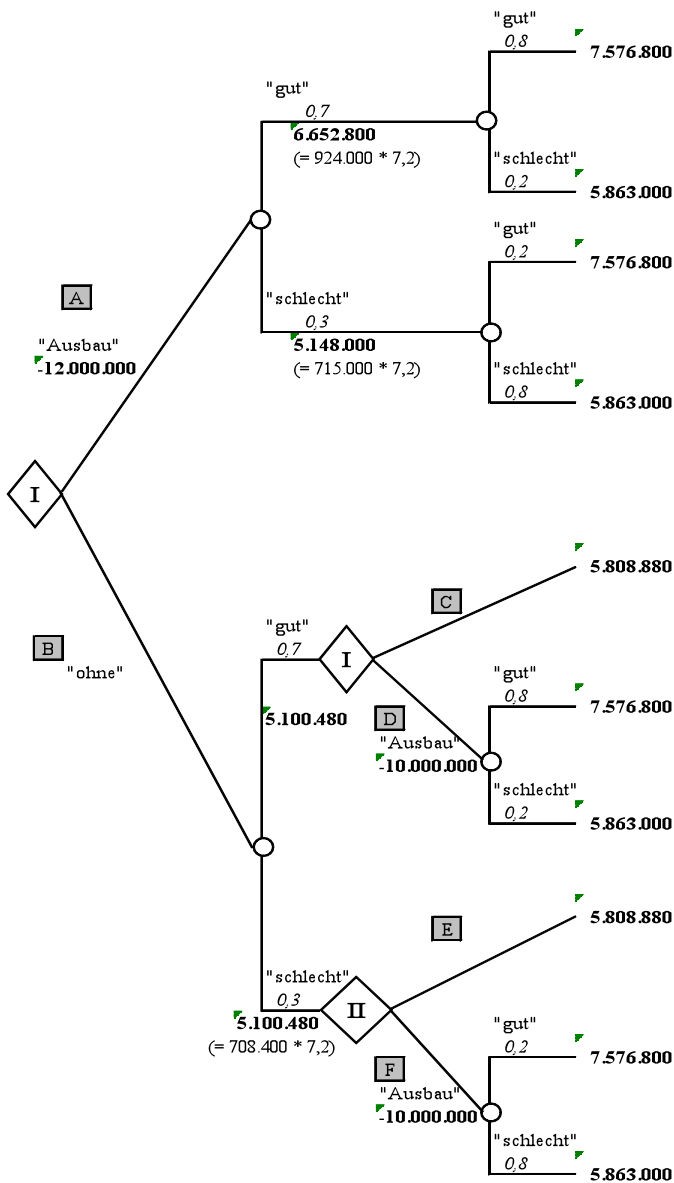 "gut"
0,8
7.576.800
"gut"
0,7
6.652.800
(= 924.000 * 7,2)
"schlecht"
0,2
5.863.000
"gut"
0,2
7.576.800
A
"schlecht"
0,3
5.148.000
(= 715.000 * 7,2)
"Ausbau"
-12.000.000
"schlecht"
0,8
5.863.000
I
5.808.880
C
B
"ohne"
"gut"
0,7
I
5.100.480
"gut"
0,8
7.576.800
D
"Ausbau"
-10.000.000
"schlecht"
0,2
5.863.000
5.808.880
E
"schlecht"
0,3
II
5.100.480
(= 708.400 * 7,2)
"gut"
0,2
7.576.800
F
"Ausbau"
-10.000.000
"schlecht"
0,8
5.863.000